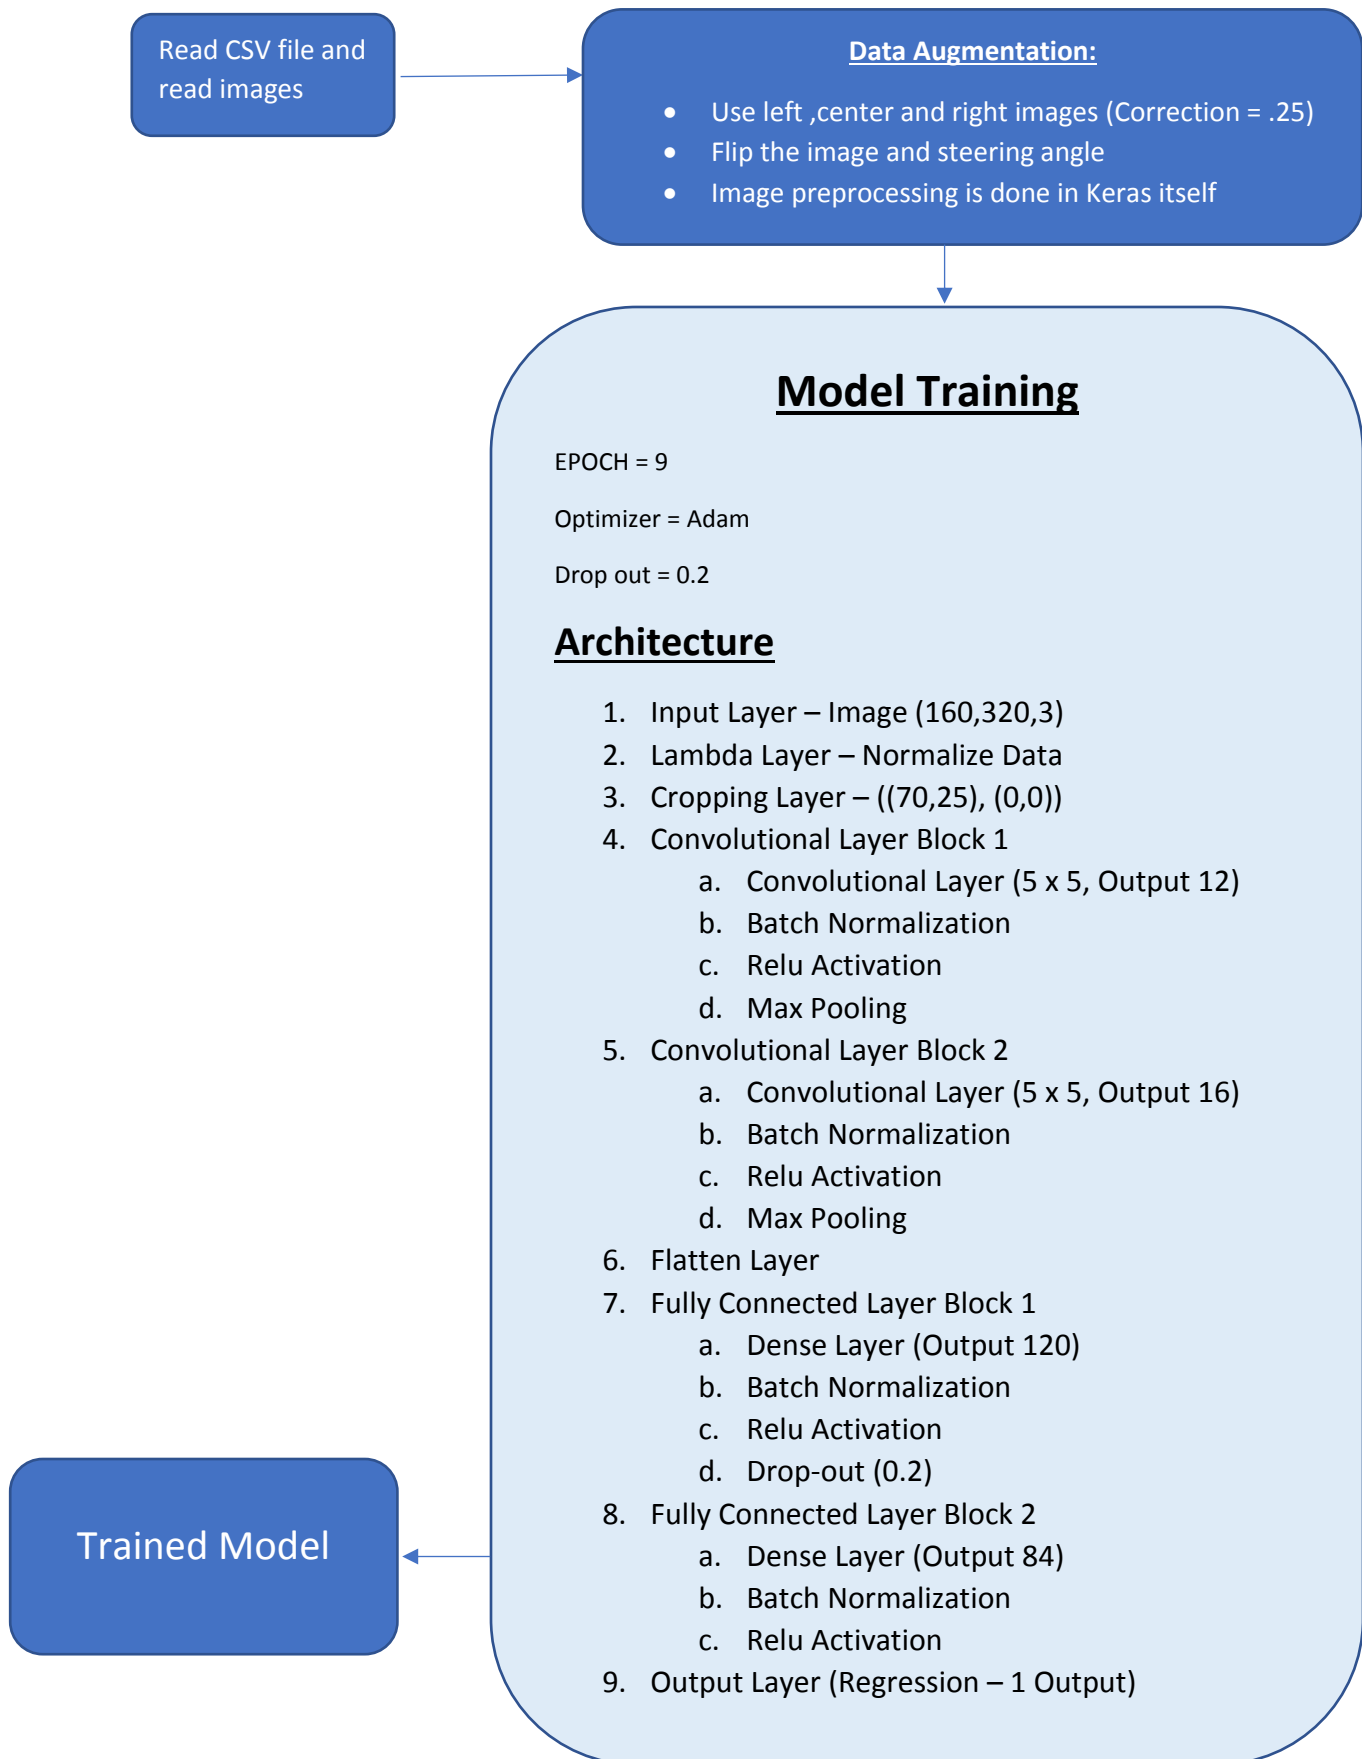 Read CSV file and
read images
Data Augmentation:
• Use left ,center and right images (Correction = .25)
• Flip the image and steering angle
• Image preprocessing is done in Keras itself
Model Training
EPOCH = 9
Optimizer = Adam
Drop out = 0.2
Architecture
1. Input Layer – Image (160,320,3)
2. Lambda Layer – Normalize Data
3. Cropping Layer – ((70,25), (0,0))
4. Convolutional Layer Block 1
a. Convolutional Layer (5 x 5, Output 12)
b. Batch Normalization
c. Relu Activation
d. Max Pooling
5. Convolutional Layer Block 2
a. Convolutional Layer (5 x 5, Output 16)
b. Batch Normalization
c. Relu Activation
d. Max Pooling
6. Flatten Layer
7. Fully Connected Layer Block 1
a. Dense Layer (Output 120)
b. Batch Normalization
c. Relu Activation
d. Drop-out (0.2)
8. Fully Connected Layer Block 2
a. Dense Layer (Output 84)
b. Batch Normalization
c. Relu Activation
9. Output Layer (Regression – 1 Output)
Trained Model